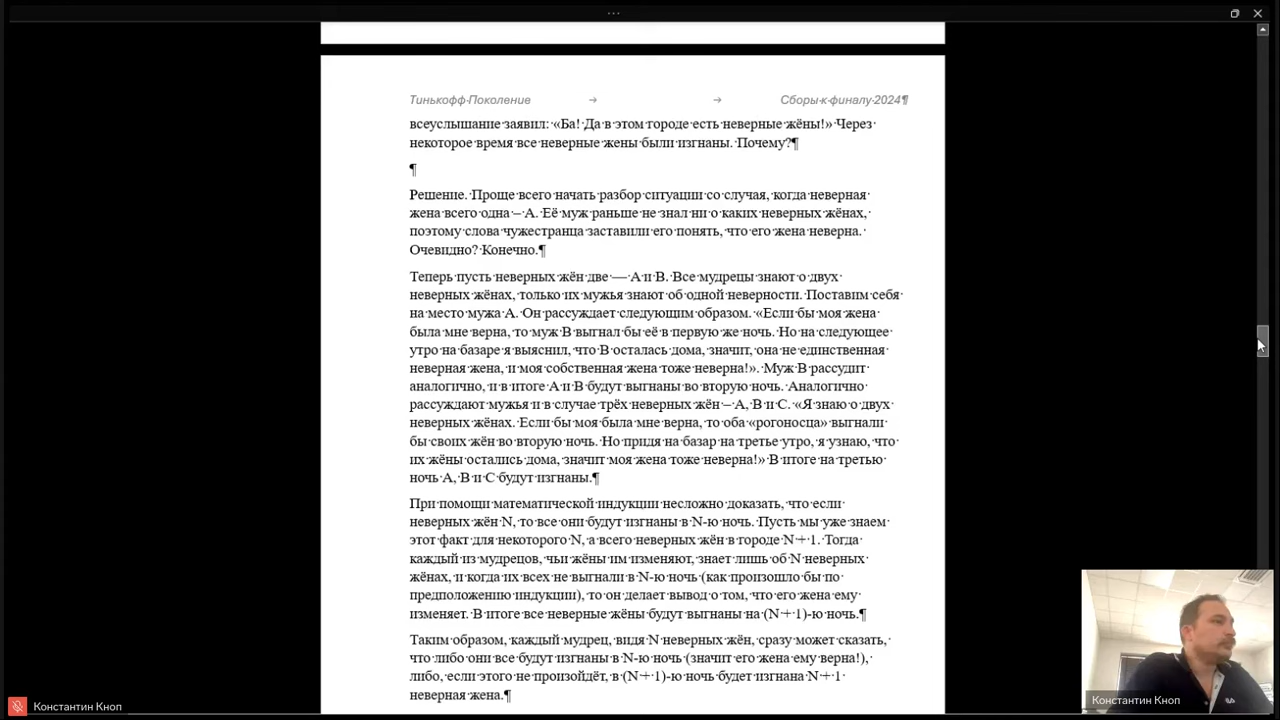 Тинькофф·Поколение → → Сборы·к·финалу·2024¶
всеуслышание·заявил:·«Ба!·Да·в·этом·городе·есть·неверные·жёны!»·Через·
некоторое·время·все·неверные·жены·были·изгнаны.·Почему?¶
¶
Решение.·Проще·всего·начать·разбор·ситуации·со·случая,·когда·неверная·
жена·всего·одна·–·А.·Её·муж·раньше·не·знал·ни·о·каких·неверных·жёнах,·
поэтому·слова·чужестранца·заставили·его·понять,·что·его·жена·неверна.·
Очевидно?·Конечно.¶
Теперь·пусть·неверных·жён·две·—·А·и·В.·Все·мудрецы·знают·о·двух·
неверных·жёнах,·только·их·мужья·знают·об·одной·неверности.·Поставим·себя·
на·место·мужа·А.·Он·рассуждает·следующим·образом.·«Если·бы·моя·жена·
была·мне·верна,·то·муж·В·выгнал·бы·её·в·первую·же·ночь.·Но·на·следующее·
утро·на·базаре·я·выяснил,·что·В·осталась·дома,·значит,·она·не·единственная·
неверная·жена,·и·моя·собственная·жена·тоже·неверна!».·Муж·В·рассудит·
аналогично,·и·в·итоге·А·и·В·будут·выгнаны·во·вторую·ночь.·Аналогично·
рассуждают·мужья·и·в·случае·трёх·неверных·жён·–·А,·В·и·С.·«Я·знаю·о·двух·
неверных·жёнах.·Если·бы·моя·была·мне·верна,·то·оба·«рогоносца»·выгнали·
бы·своих·жён·во·вторую·ночь.·Но·придя·на·базар·на·третье·утро,·я·узнаю,·что·
их·жёны·остались·дома,·значит·моя·жена·тоже·неверна!»·В·итоге·на·третью·
ночь·А,·В·и·С·будут·изгнаны.¶
При·помощи·математической·индукции·несложно·доказать,·что·если·
неверных·жён·N,·то·все·они·будут·изгнаны·в·N-ю·ночь.·Пусть·мы·уже·знаем·
этот·факт·для·некоторого·N,·а·всего·неверных·жён·в·городе·N·+·1.·Тогда·
каждый·из·мудрецов,·чьи·жёны·им·изменяют,·знает·лишь·об·N·неверных·
жёнах,·и·когда·их·всех·не·выгнали·в·N-ю·ночь·(как·произошло·бы·по·
предположению·индукции),·то·он·делает·вывод·о·том,·что·его·жена·ему·
изменяет.·В·итоге·все·неверные·жёны·будут·выгнаны·на·(N·+·1)-ю·ночь.¶
Таким·образом,·каждый·мудрец,·видя·N·неверных·жён,·сразу·может·сказать,·
что·либо·они·все·будут·изгнаны·в·N-ю·ночь·(значит·его·жена·ему·верна!),·
либо,·если·этого·не·произойдёт,·в·(N·+·1)-ю·ночь·будет·изгнана·N·+·1·
неверная·жена.¶
Константин Кноп
Константин Кноп